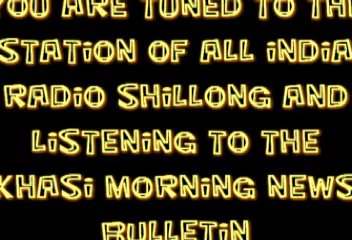 YOU ARE TUNED TO THE
STATiON OF ALL iNDiA
RADiO SHiLLONG AND
LiSTENiNG TO THE
KHASi MORNiNG NEWS
BULLETiN